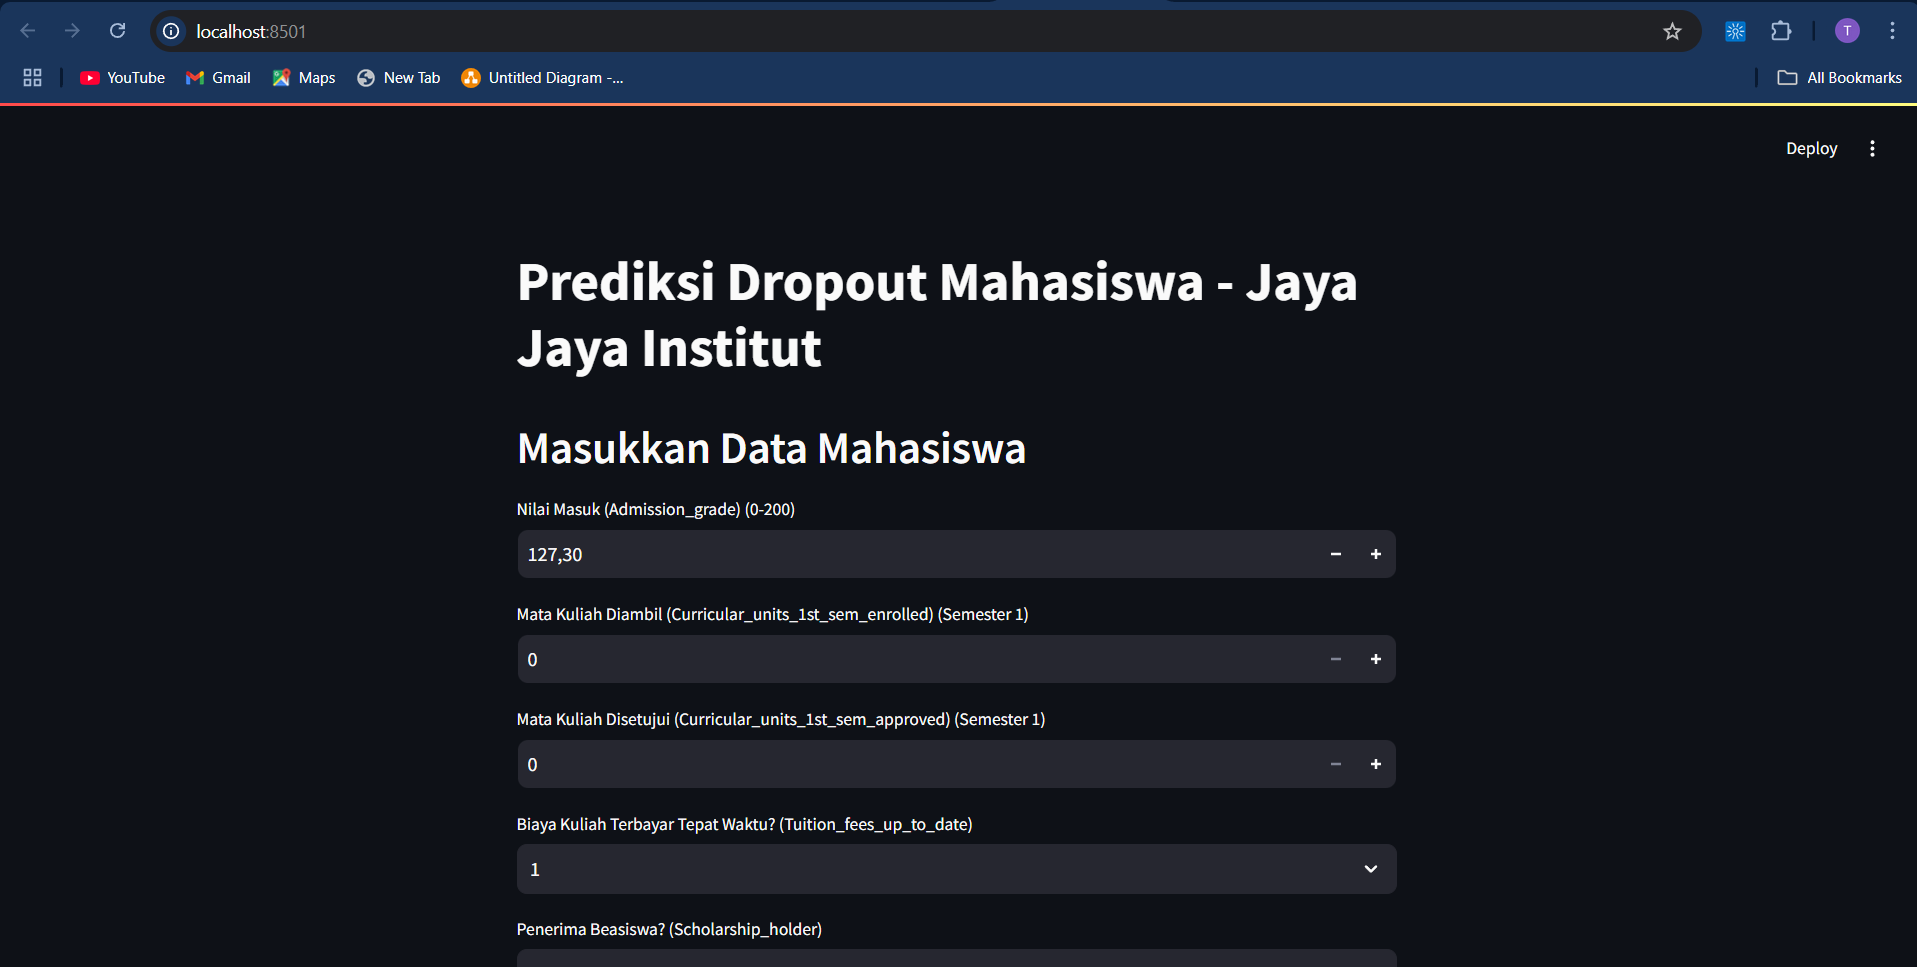 localhost:8501
T
YouTube
Gmail
Maps
New Tab
Untitled Diagram -...
All Bookmarks
Deploy
Prediksi Dropout Mahasiswa - Jaya
Jaya Institut
Masukkan Data Mahasiswa
Nilai Masuk (Admission_grade) (0-200)
127,30
Mata Kuliah Diambil (Curricular_units_1st_sem_enrolled) (Semester 1)
0
Mata Kuliah Disetujui (Curricular_units_1st_sem_approved) (Semester 1)
0
Biaya Kuliah Terbayar Tepat Waktu? (Tuition_fees_up_to_date)
1
Penerima Beasiswa? (Scholarship_holder)